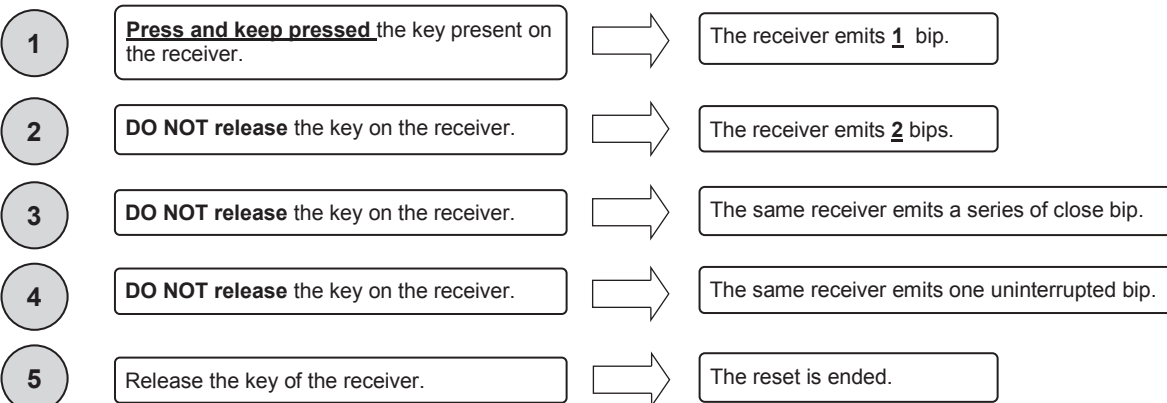 1
Press and keep pressed the key present on
the receiver.
The receiver emits 1 bip.
2
DO NOT release the key on the receiver.
The receiver emits 2 bips.
3
DO NOT release the key on the receiver.
The same receiver emits a series of close bip.
4
DO NOT release the key on the receiver.
The same receiver emits one uninterrupted bip.
5
Release the key of the receiver.
The reset is ended.